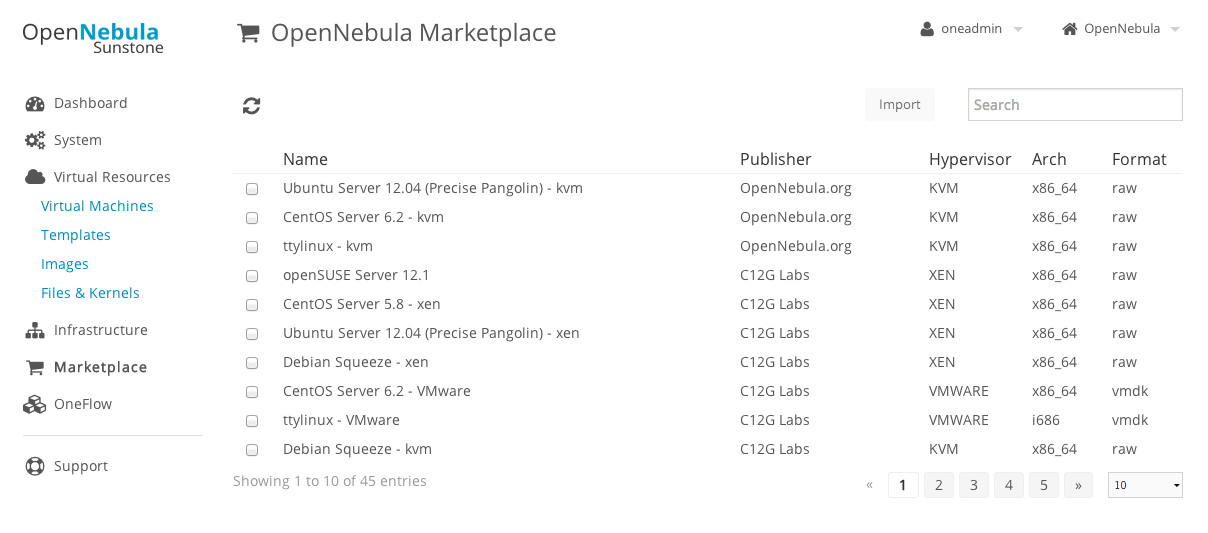 OpenNebula
Sunstone
OpenNebula Marketplace
oneadmin
OpenNebula
Dashboard
System
Virtual Resources
Virtual Machines
Templates
Images
Files & Kernels
Infrastructure
Marketplace
OneFlow
Support
Import
Search
Name Publisher Hypervisor Arch Format
Ubuntu Server 12.04 (Precise Pangolin) - kvm OpenNebula.org KVM x86_64 raw
CentOS Server 6.2 - kvm OpenNebula.org KVM x86_64 raw
ttylinux - kvm OpenNebula.org KVM x86_64 raw
openSUSE Server 12.1 C12G Labs XEN x86_64 raw
CentOS Server 5.8 - xen C12G Labs XEN x86_64 raw
Ubuntu Server 12.04 (Precise Pangolin) - xen C12G Labs XEN x86_64 raw
Debian Squeeze - xen C12G Labs XEN x86_64 raw
CentOS Server 6.2 - VMware C12G Labs VMWARE x86_64 vmdk
ttylinux - VMware C12G Labs VMWARE i686 vmdk
Debian Squeeze - kvm C12G Labs KVM x86_64 raw
Showing 1 to 10 of 45 entries
« 1 2 3 4 5 » 10